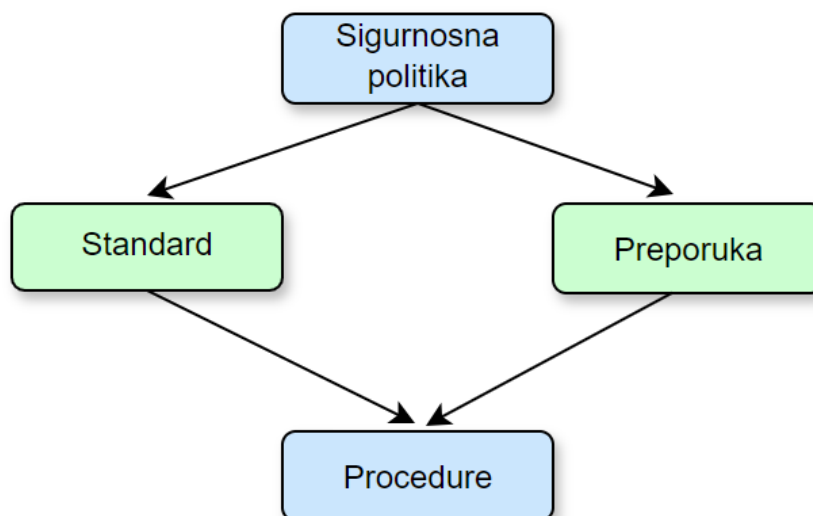 Sigurnosna
politika
Standard
Preporuka
Procedure